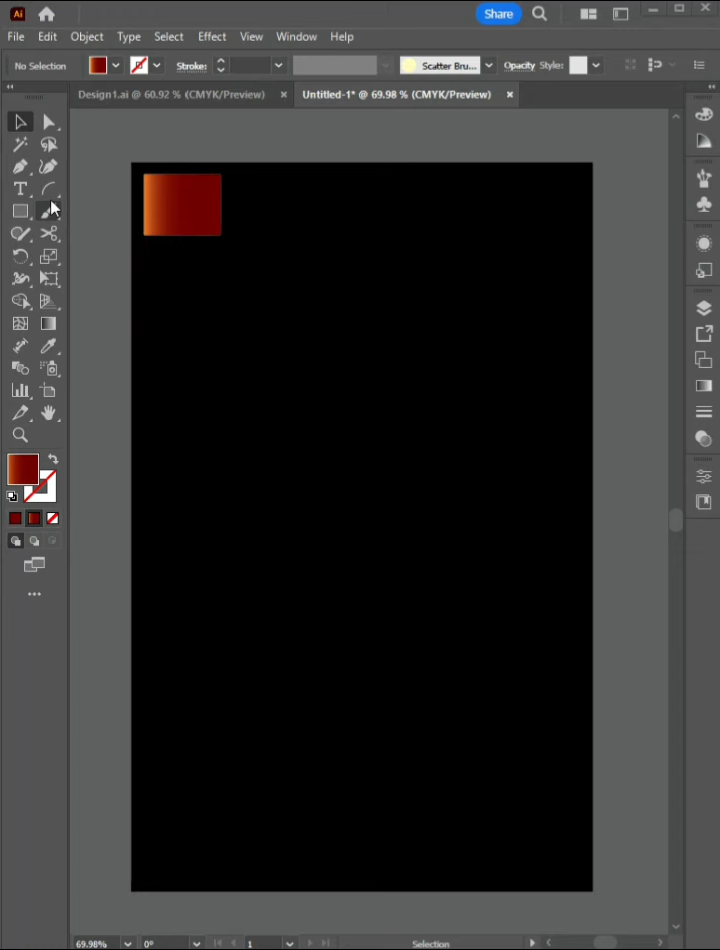 Ai Share
File Edit Object Type Select Effect View Window Help
No Selection Stroke: Scatter Bru... Opacity Style:
Design1.ai @ 60.92 % (CMYK/Preview) × Untitled-1* @ 69.98 % (CMYK/Preview) ×
T
69.98% 0° 1 Selection